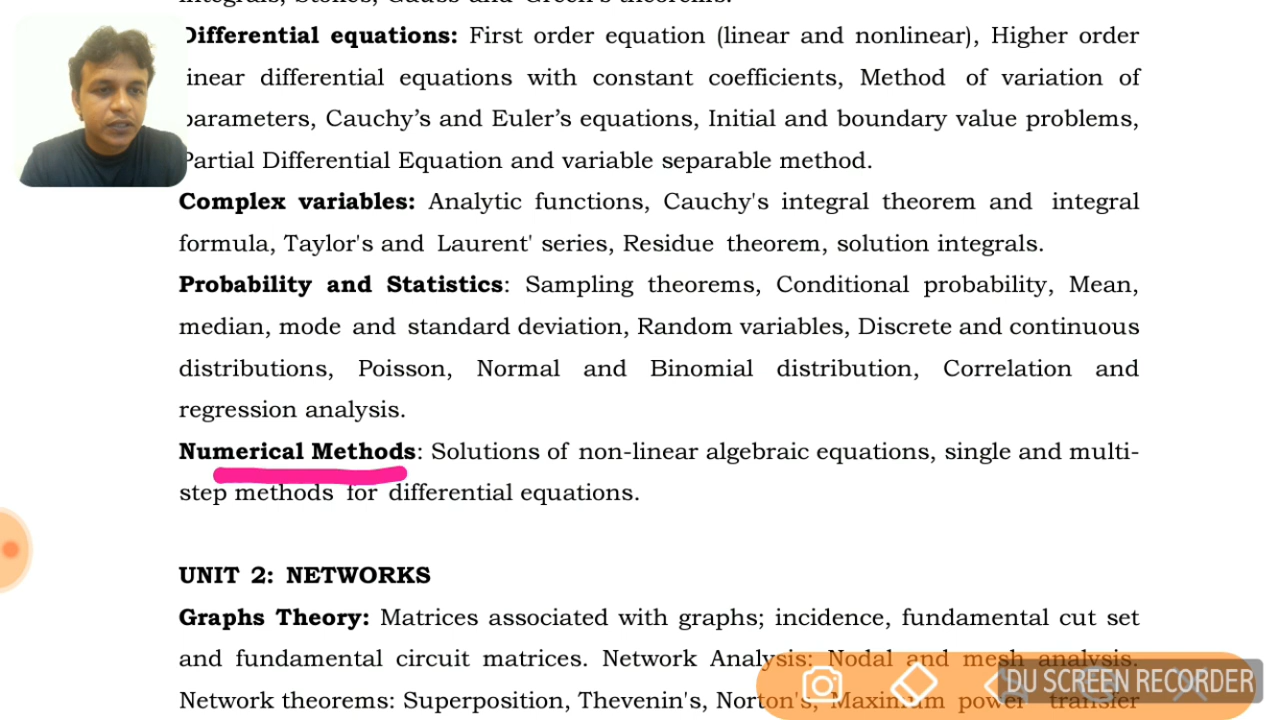 integrals, Stokes, Gauss and Green's theorems.
Differential equations: First order equation (linear and nonlinear), Higher order
linear differential equations with constant coefficients, Method of variation of
parameters, Cauchy's and Euler's equations, Initial and boundary value problems,
Partial Differential Equation and variable separable method.
Complex variables: Analytic functions, Cauchy's integral theorem and integral
formula, Taylor's and Laurent' series, Residue theorem, solution integrals.
Probability and Statistics: Sampling theorems, Conditional probability, Mean,
median, mode and standard deviation, Random variables, Discrete and continuous
distributions, Poisson, Normal and Binomial distribution, Correlation and
regression analysis.
Numerical Methods: Solutions of non-linear algebraic equations, single and multi-
step methods for differential equations.
UNIT 2: NETWORKS
Graphs Theory: Matrices associated with graphs; incidence, fundamental cut set
and fundamental circuit matrices. Network Analysis: Nodal and mesh analysis.
DU SCREEN RECORDER
Network theorems: Superposition, Thevenin's, Norton's, Maximum power transfer